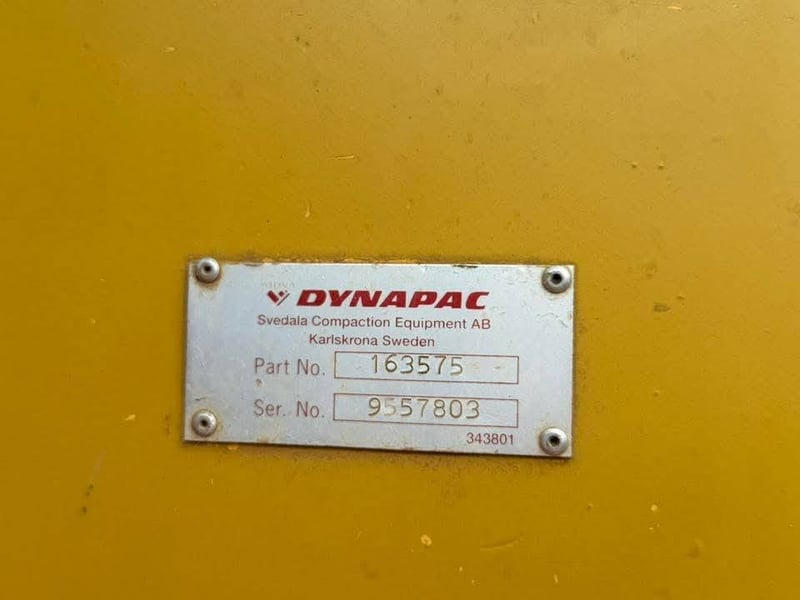 DYNAPAC
Svedala Compaction Equipment AB
Karlskrona Sweden
Part No. 163575
Ser. No. 9557803
343801